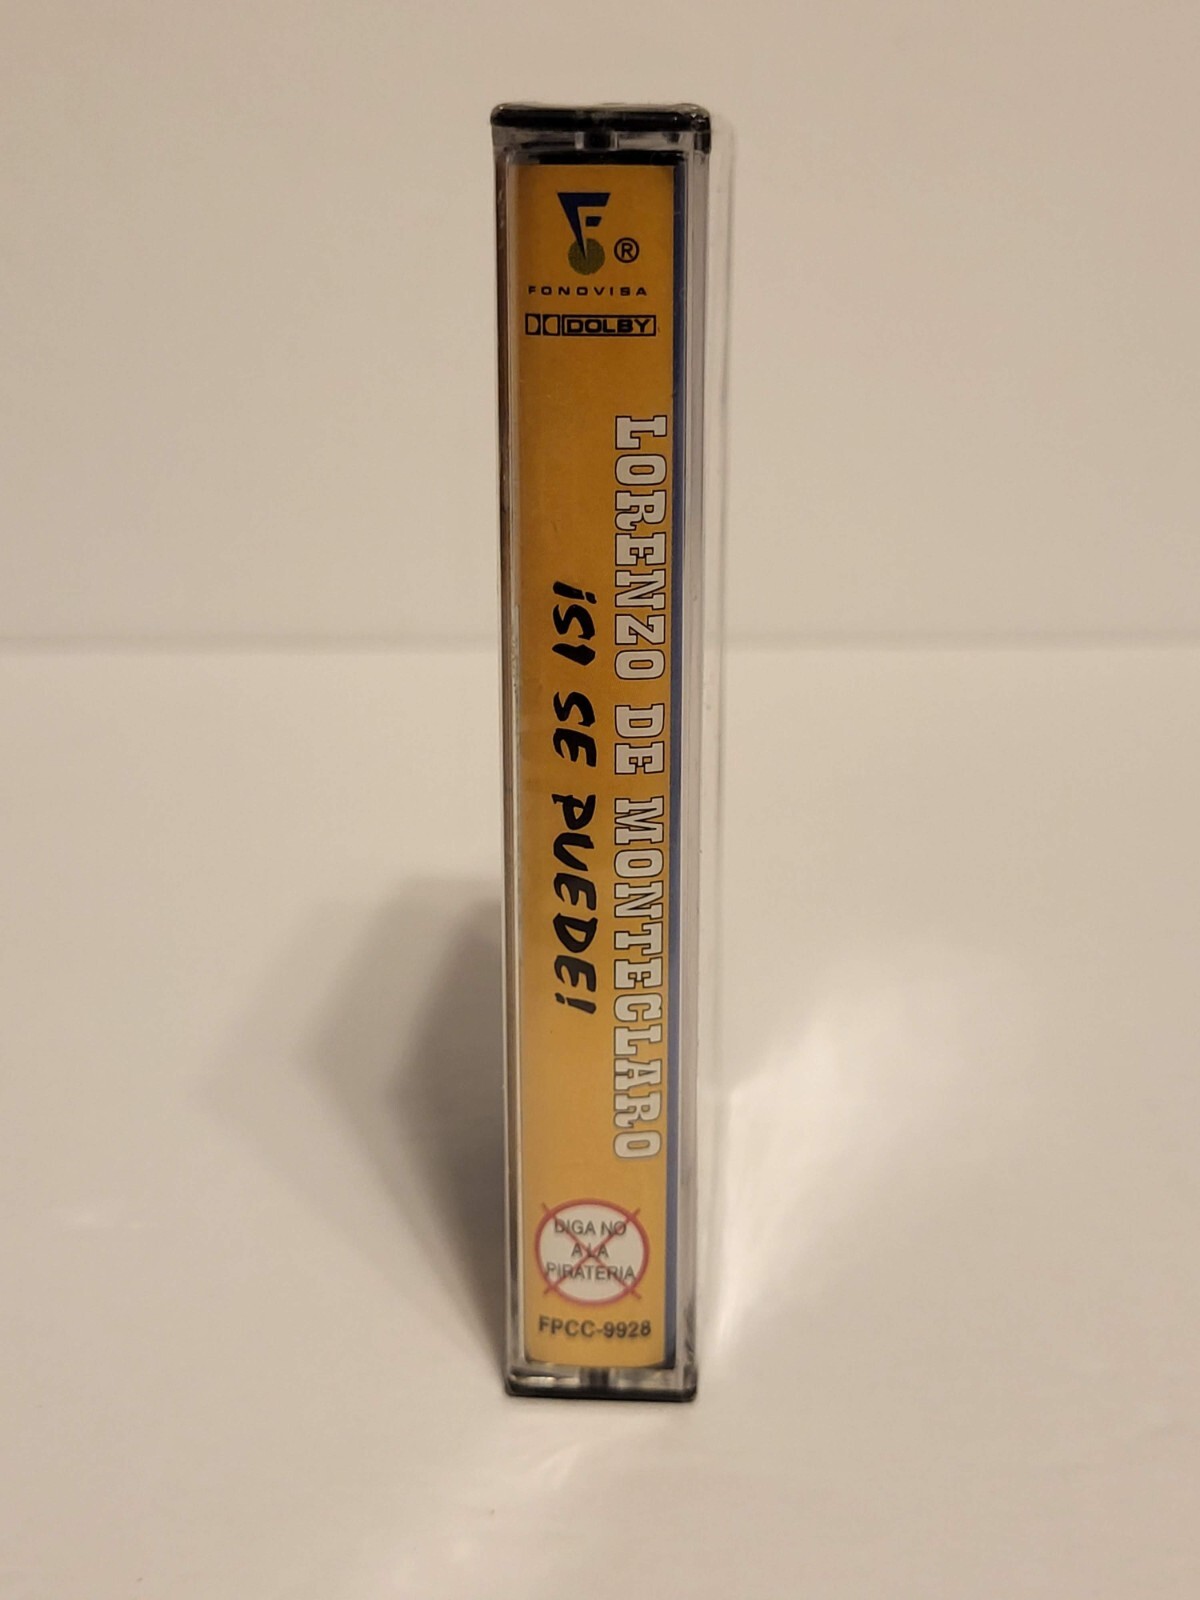 F
®
FONOVISA
DOLBY
LORENZO DE MONTECLARO
¡SI SE PUEDE!
DIGA NO
A LA
PIRATERIA
FPCC-9928